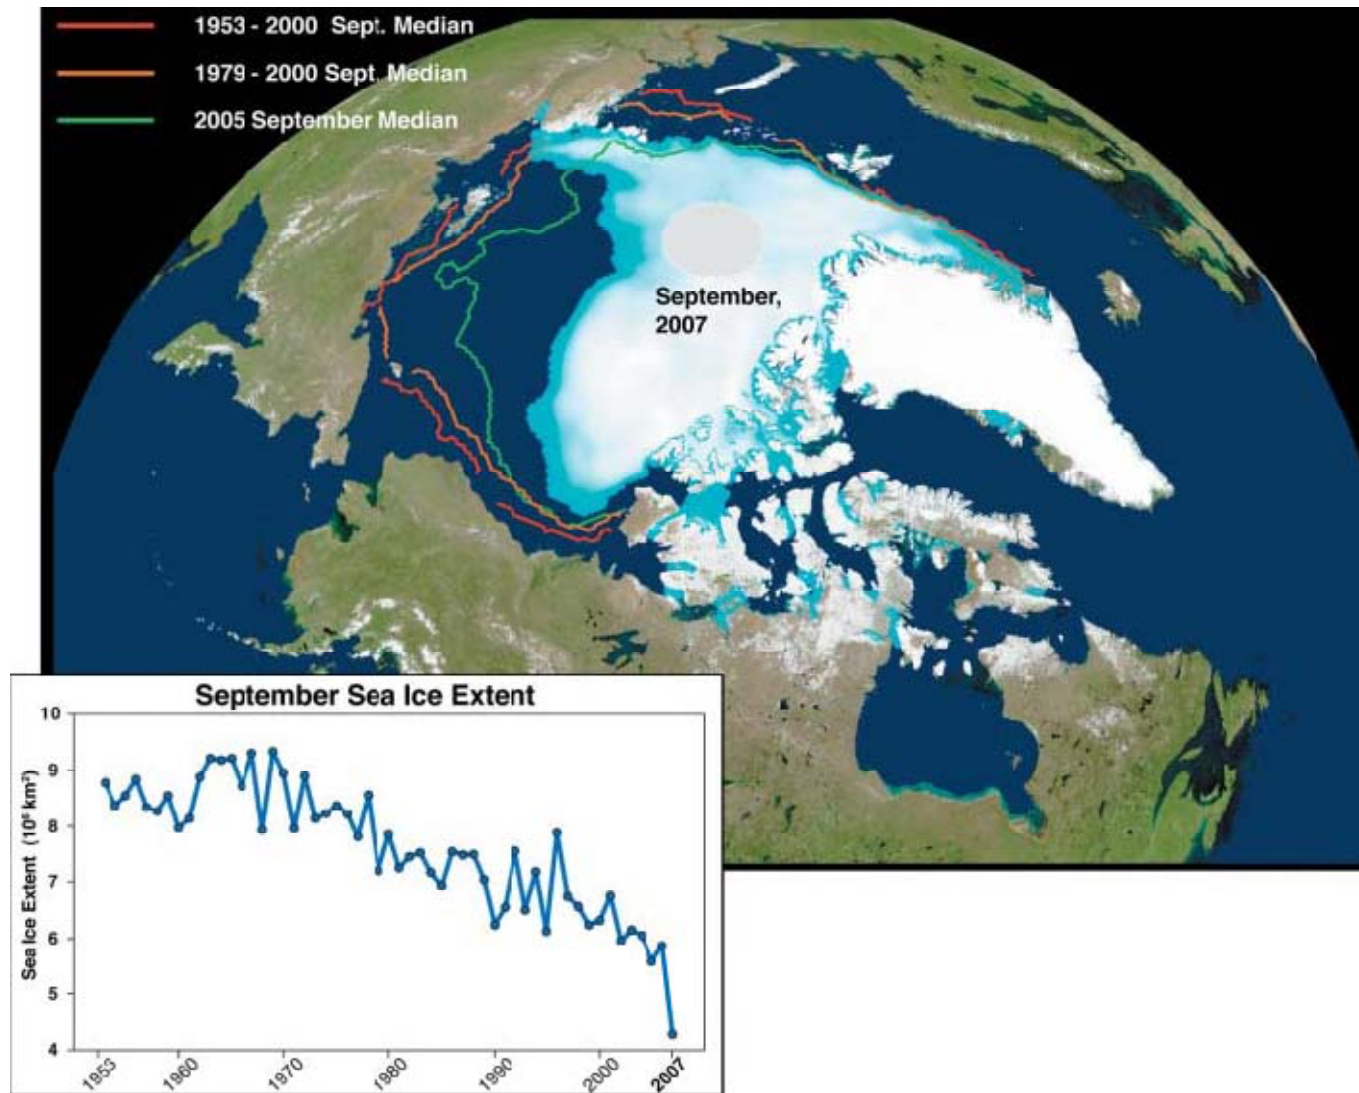 1953 - 2000 Sept. Median
1979 - 2000 Sept. Median
2005 September Median
September,
2007
September Sea Ice Extent
Sea Ice Extent (10⁶ km²)
10
9
8
7
6
5
4
1953
1960
1970
1980
1990
2000
2007